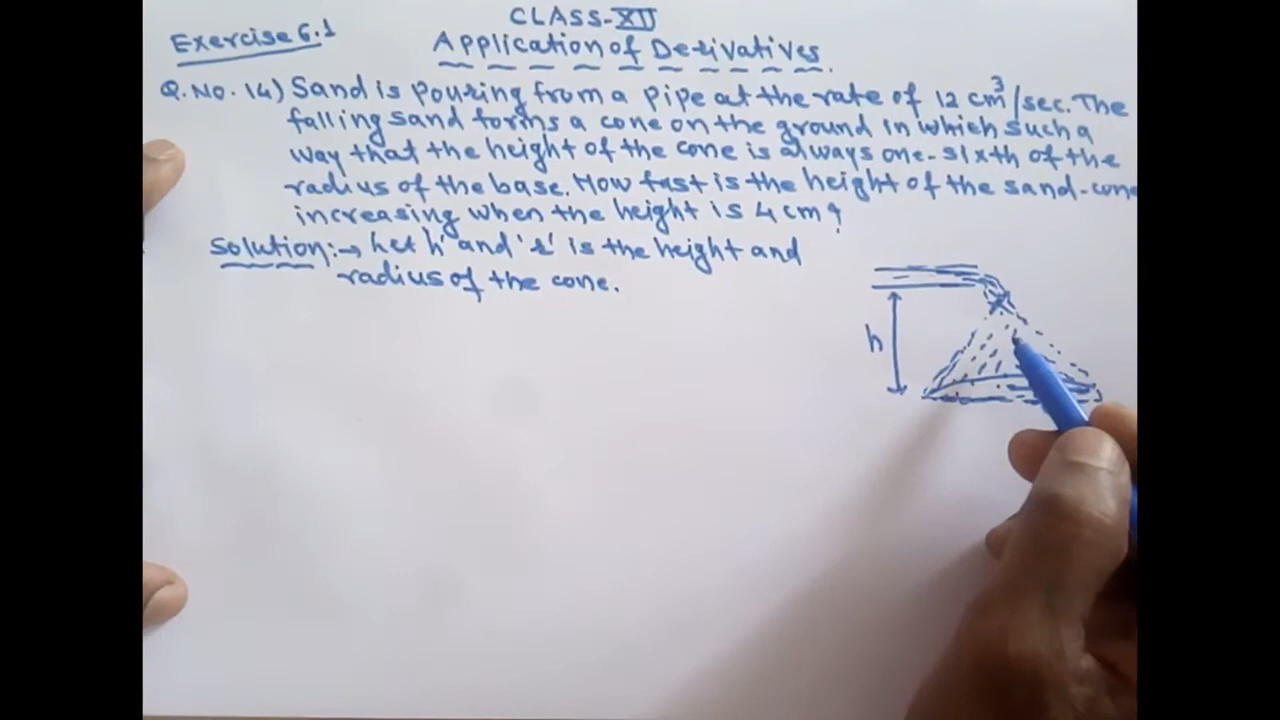 CLASS-XII
Exercise 6.1
Application of Derivatives.
Q. No. 14) Sand is pouring from a pipe at the rate of 12 cm³/sec. The
falling sand forms a cone on the ground in which such a
way that the height of the cone is always one-sixth of the
radius of the base. How fast is the height of the sand-cone
increasing when the height is 4 cm?
Solution:→ Let 'h' and 'r' is the height and
radius of the cone.
h